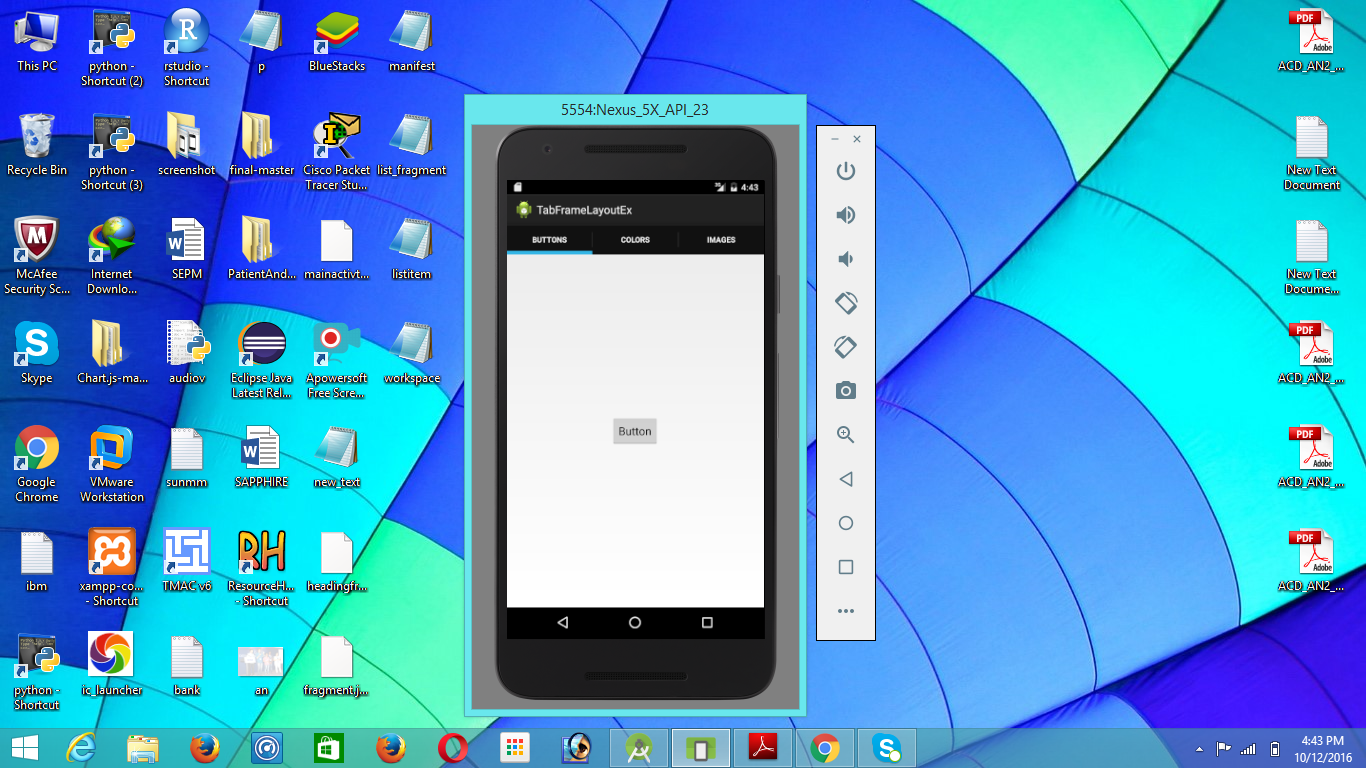 This PC
python -
Shortcut (2)
rstudio -
Shortcut
p
BlueStacks
manifest
Recycle Bin
python -
Shortcut (3)
screenshot
final-master
Cisco Packet
Tracer Stu...
list_fragment
McAfee
Security Sc...
Internet
Downlo...
SEPM
PatientAnd...
mainactivt...
listitem
Skype
Chart.js-ma...
audiov
Eclipse Java
Latest Rel...
Apowersoft
Free Scre...
workspace
Google
Chrome
VMware
Workstation
sunmm
SAPPHIRE
new_text
ibm
xampp-co...
- Shortcut
TMAC v6
ResourceH...
- Shortcut
headingfr...
python -
Shortcut
ic_launcher
bank
an
fragment.j...
5554:Nexus_5X_API_23
4:43
TabFrameLayoutEx
BUTTONS
COLORS
IMAGES
Button
PDF
Adobe
ACD_AN2_...
New Text
Document
New Text
Docume...
PDF
Adobe
ACD_AN2_...
PDF
Adobe
ACD_AN2_...
PDF
Adobe
ACD_AN2_...
4:43 PM
10/12/2016